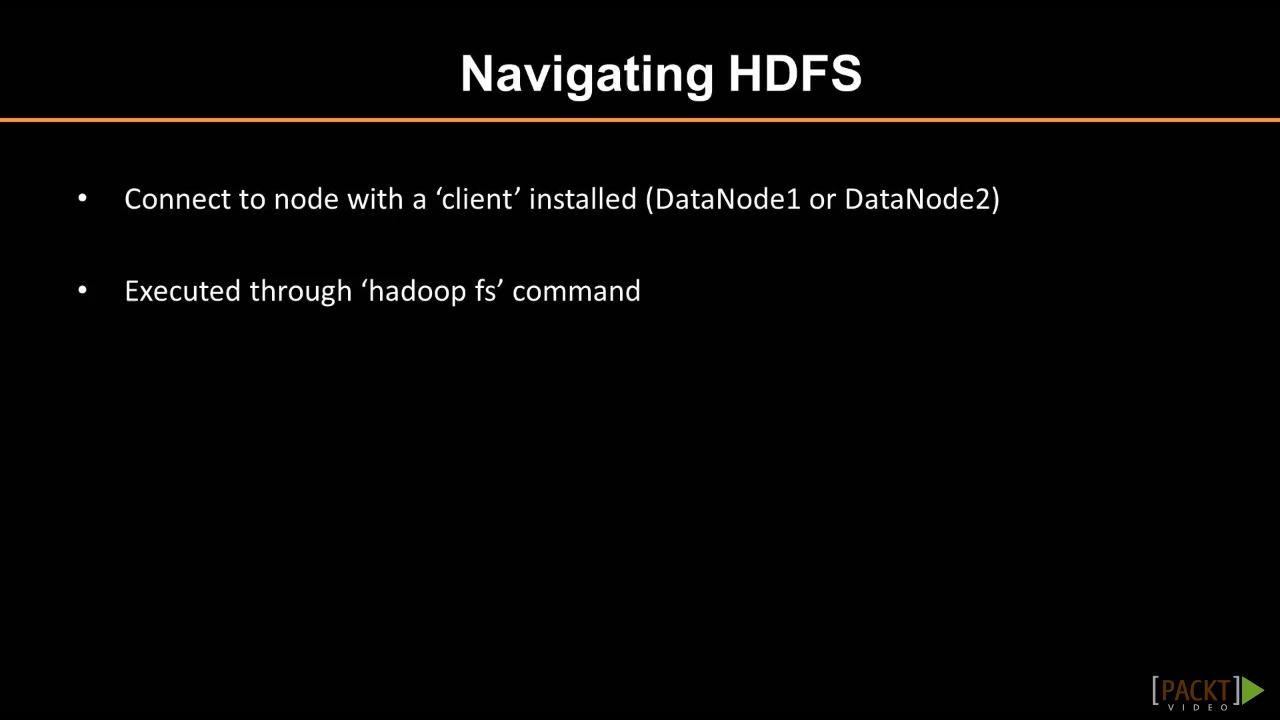 Navigating HDFS
• Connect to node with a ‘client’ installed (DataNode1 or DataNode2)
• Executed through ‘hadoop fs’ command
[PACKT]
VIDEO